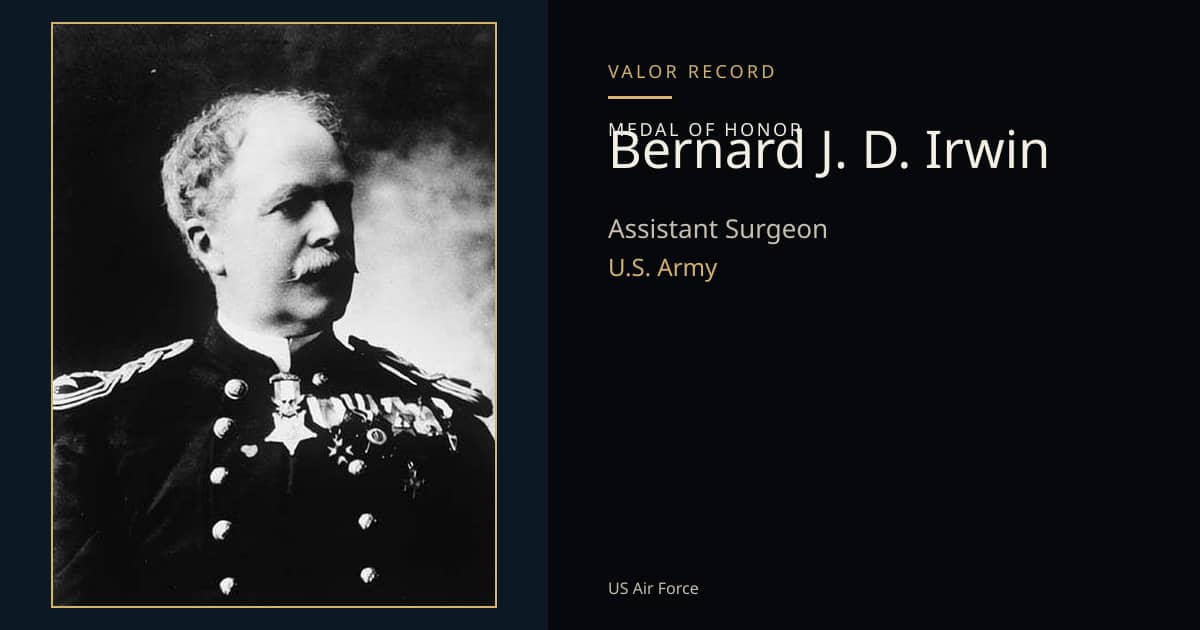 VALOR RECORD
MEDAL OF HONOR
Bernard J. D. Irwin
Assistant Surgeon
U.S. Army
US Air Force